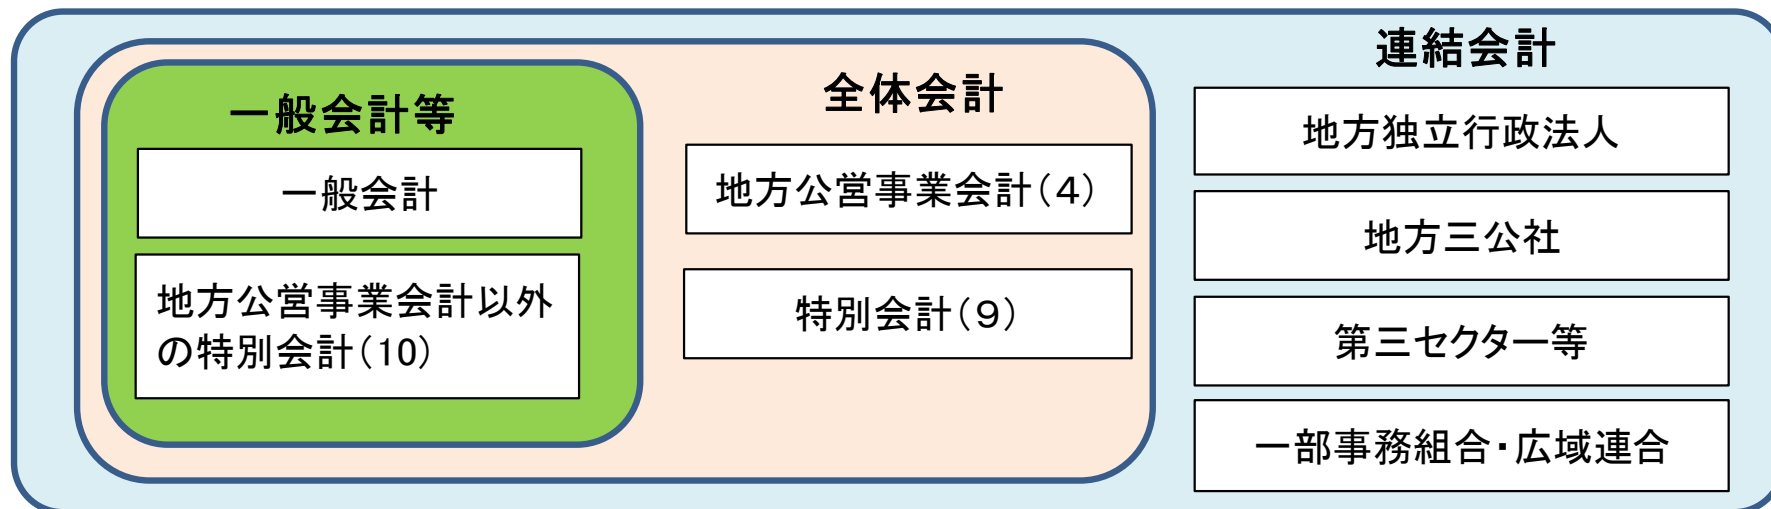 一般会計等
一般会計
地方公営事業会計以外
の特別会計(10)
全体会計
地方公営事業会計(4)
特別会計(9)
連結会計
地方独立行政法人
地方三公社
第三セクター等
一部事務組合・広域連合